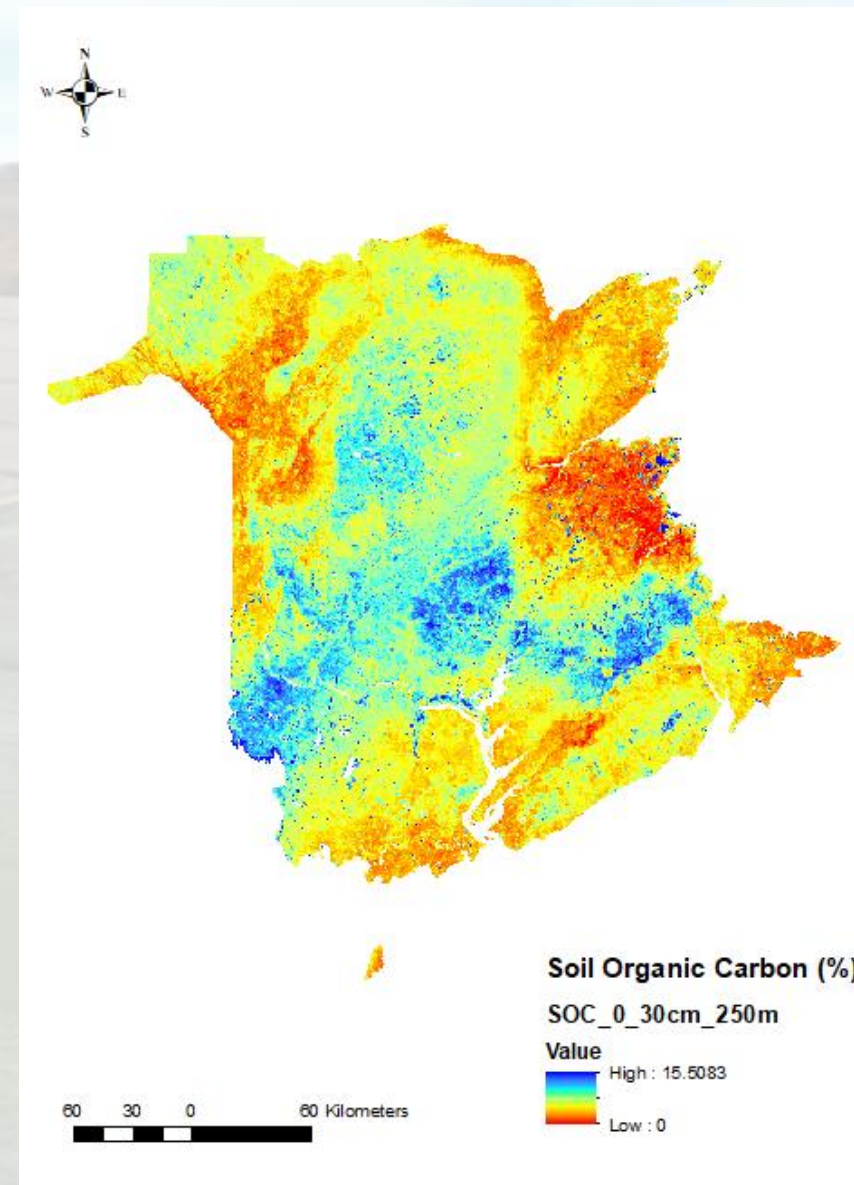 N
W E
S
Soil Organic Carbon (%)
SOC_0_30cm_250m
Value
High : 15.5083
Low : 0
60 30 0 60 Kilometers